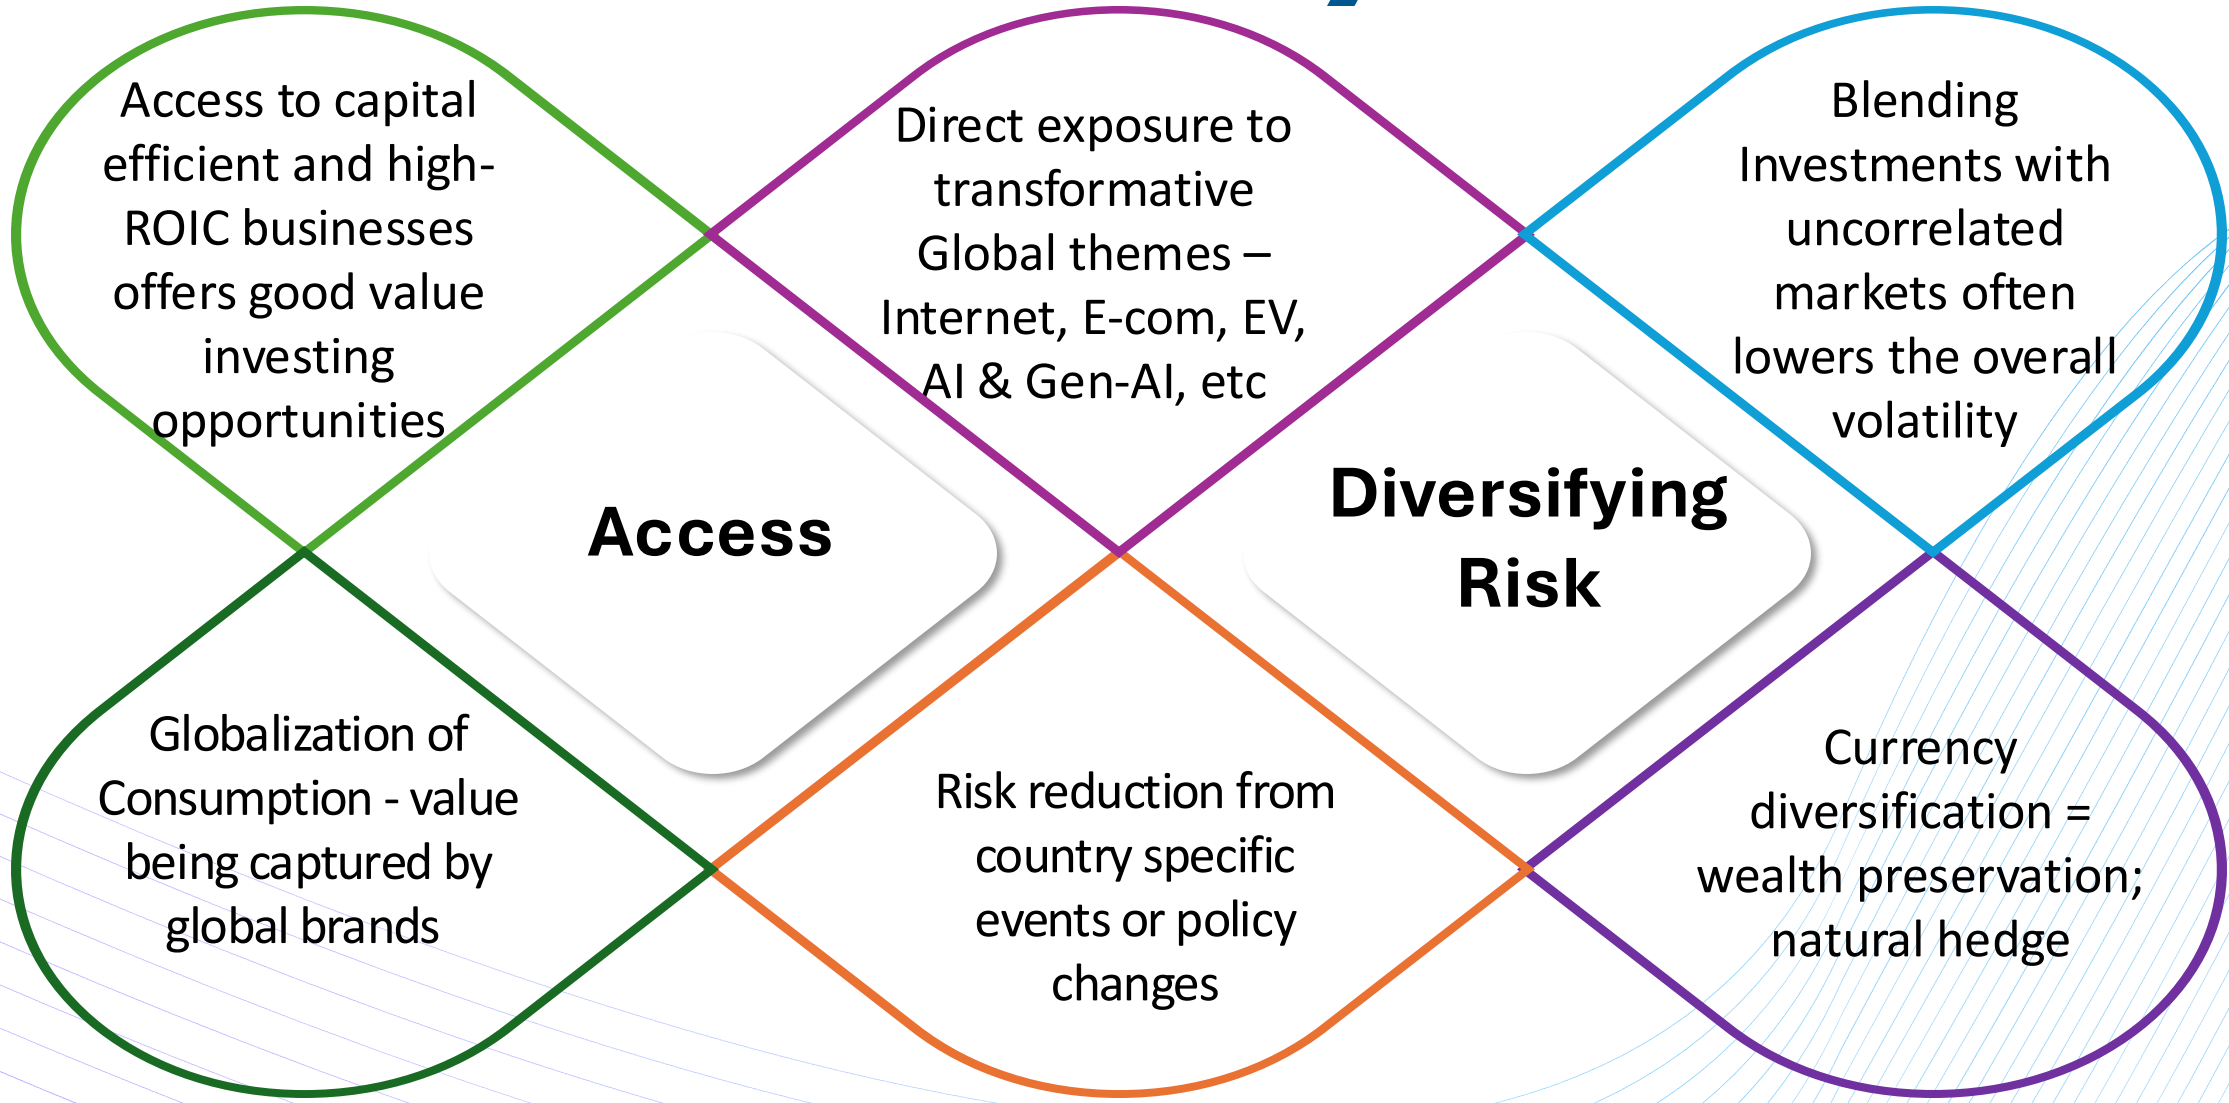 Access to capital
efficient and high-
ROIC businesses
offers good value
investing
opportunities
Direct exposure to
transformative
Global themes –
Internet, E-com, EV,
AI & Gen-AI, etc
Blending
Investments with
uncorrelated
markets often
lowers the overall
volatility
Access
Diversifying
Risk
Globalization of
Consumption - value
being captured by
global brands
Risk reduction from
country specific
events or policy
changes
Currency
diversification =
wealth preservation;
natural hedge